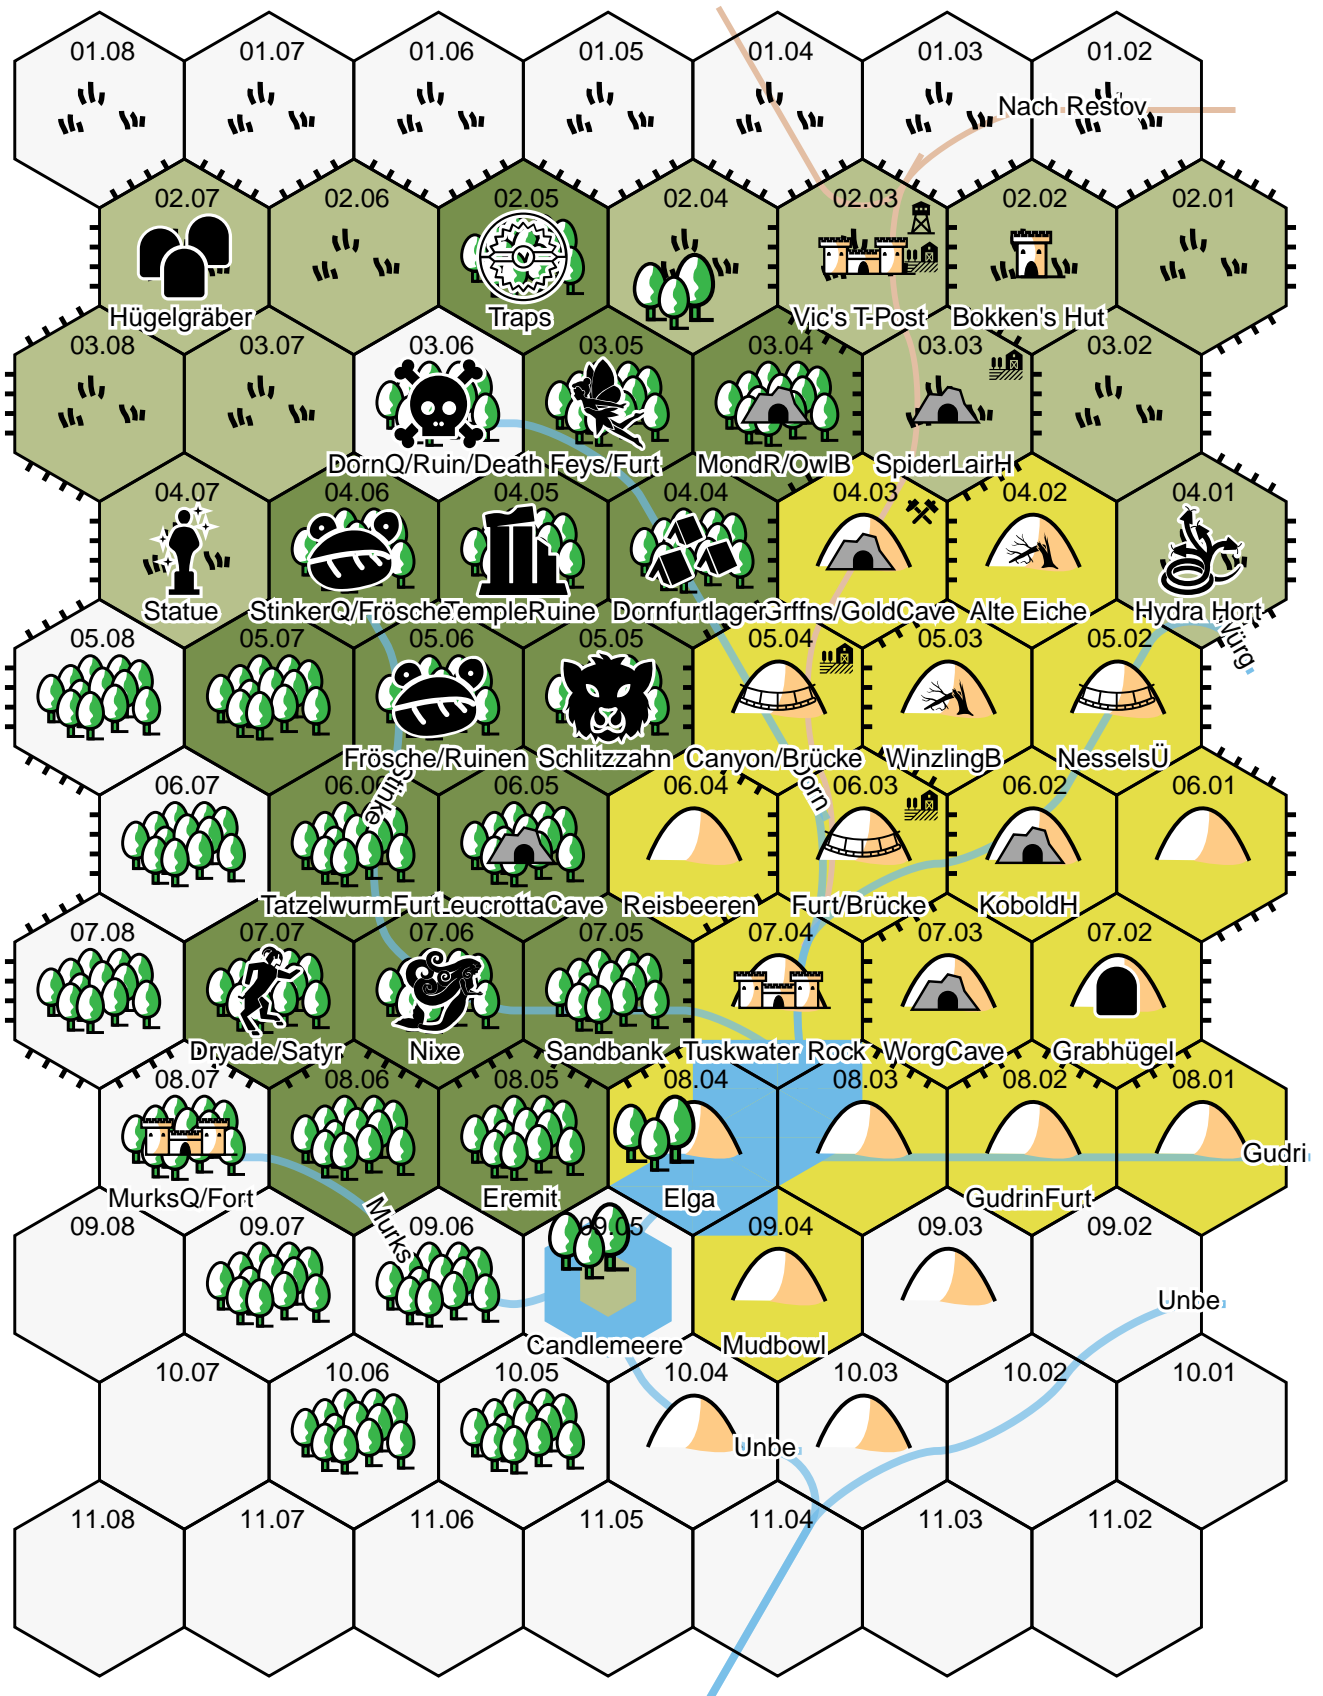 01.08 01.07 01.06 01.05 01.04 01.03 01.02
Nach Restov
02.07 02.06 02.05 02.04 02.03 02.02 02.01
Hügelgräber Traps Vic's T-Post Bokken's Hut
03.08 03.07 03.06 03.05 03.04 03.03 03.02
DornQ/Ruin/Death Feys/Furt MondR/OwlB SpiderLairH
04.07 04.06 04.05 04.04 04.03 04.02 04.01
Statue StinkerQ/Frösche TempleRuine Dornfurtlager Grffns/GoldCave Alte Eiche Hydra Hort
05.08 05.07 05.06 05.05 05.04 05.03 05.02
Würg
Frösche/Ruinen Schlitzzahn Canyon/Brücke WinzlingB NesselsÜ
06.07 06.06 06.05 06.04 06.03 06.02 06.01
Stinke
Dorn
TatzelwurmFurt LeucrottaCave Reisbeeren Furt/Brücke KoboldH
07.08 07.07 07.06 07.05 07.04 07.03 07.02
Dryade/Satyr Nixe Sandbank Tuskwater Rock WorgCave Grabhügel
08.07 08.06 08.05 08.04 08.03 08.02 08.01
Gudri
MurksQ/Fort Eremit Elga GudrinFurt
09.08 09.07 09.06 09.05 09.04 09.03 09.02
Murks
Unbe
Candlemeere Mudbowl
10.07 10.06 10.05 10.04 10.03 10.02 10.01
Unbe
11.08 11.07 11.06 11.05 11.04 11.03 11.02